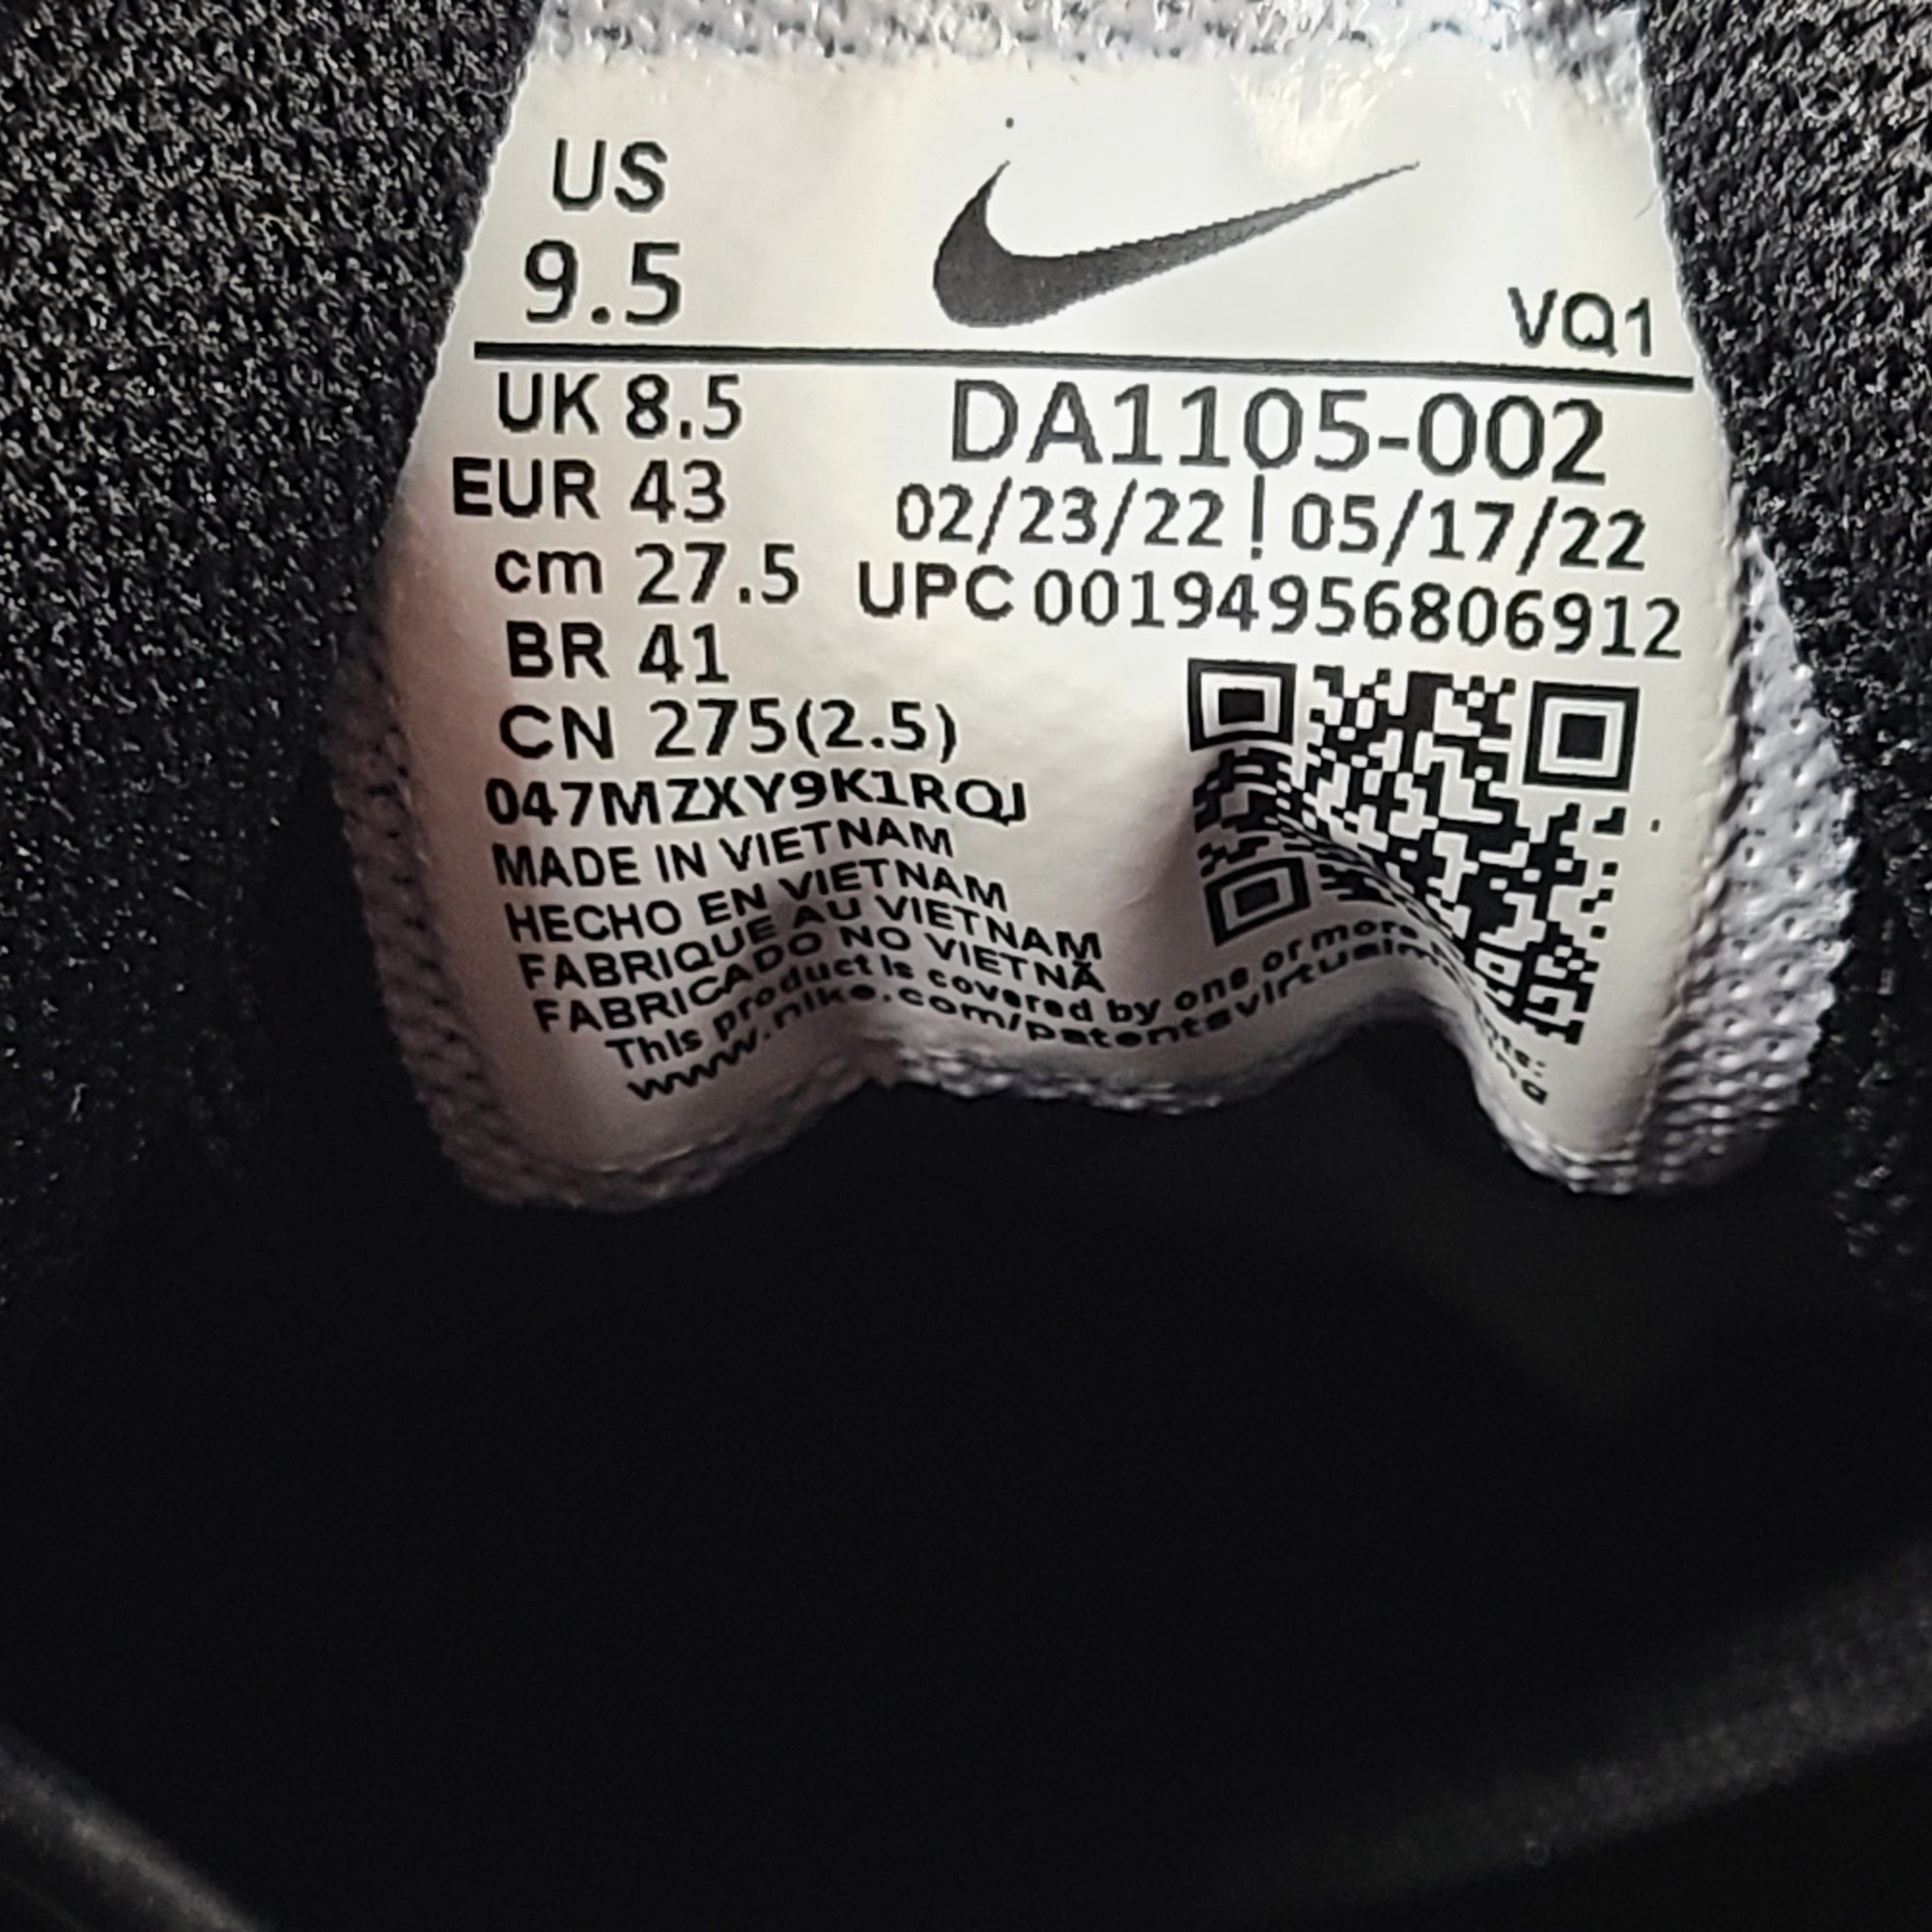 US
9.5
VQ1
UK 8.5
EUR 43
cm 27.5
BR 41
CN 275(2.5)
DA1105-002
02/23/22 | 05/17/22
UPC 00194956806912
047MZXY9K1RQJ
MADE IN VIETNAM
HECHO EN VIETNAM
FABRIQUE AU VIETNAM
FABRICADO NO VIETNÃ
This product is covered by one or more
www.nike.com/patents